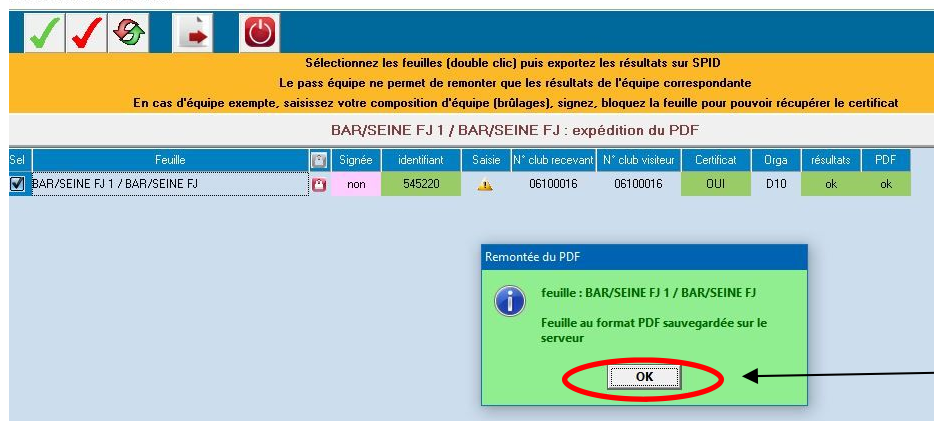 Sélectionnez les feuilles (double clic) puis exportez les résultats sur SPID
Le pass équipe ne permet de remonter que les résultats de l'équipe correspondante
En cas d'équipe exempte, saisissez votre composition d'équipe (brûlages), signez, bloquez la feuille pour pouvoir récupérer le certificat
BAR/SEINE FJ 1 / BAR/SEINE FJ : expédition du PDF
Sel Feuille Signée identifiant Saisie N° club recevant N° club visiteur Certificat Orga résultats PDF
BAR/SEINE FJ 1 / BAR/SEINE FJ non 545220 06100016 06100016 OUI D10 ok ok
Remontée du PDF
feuille : BAR/SEINE FJ 1 / BAR/SEINE FJ
Feuille au format PDF sauvegardée sur le
serveur
OK